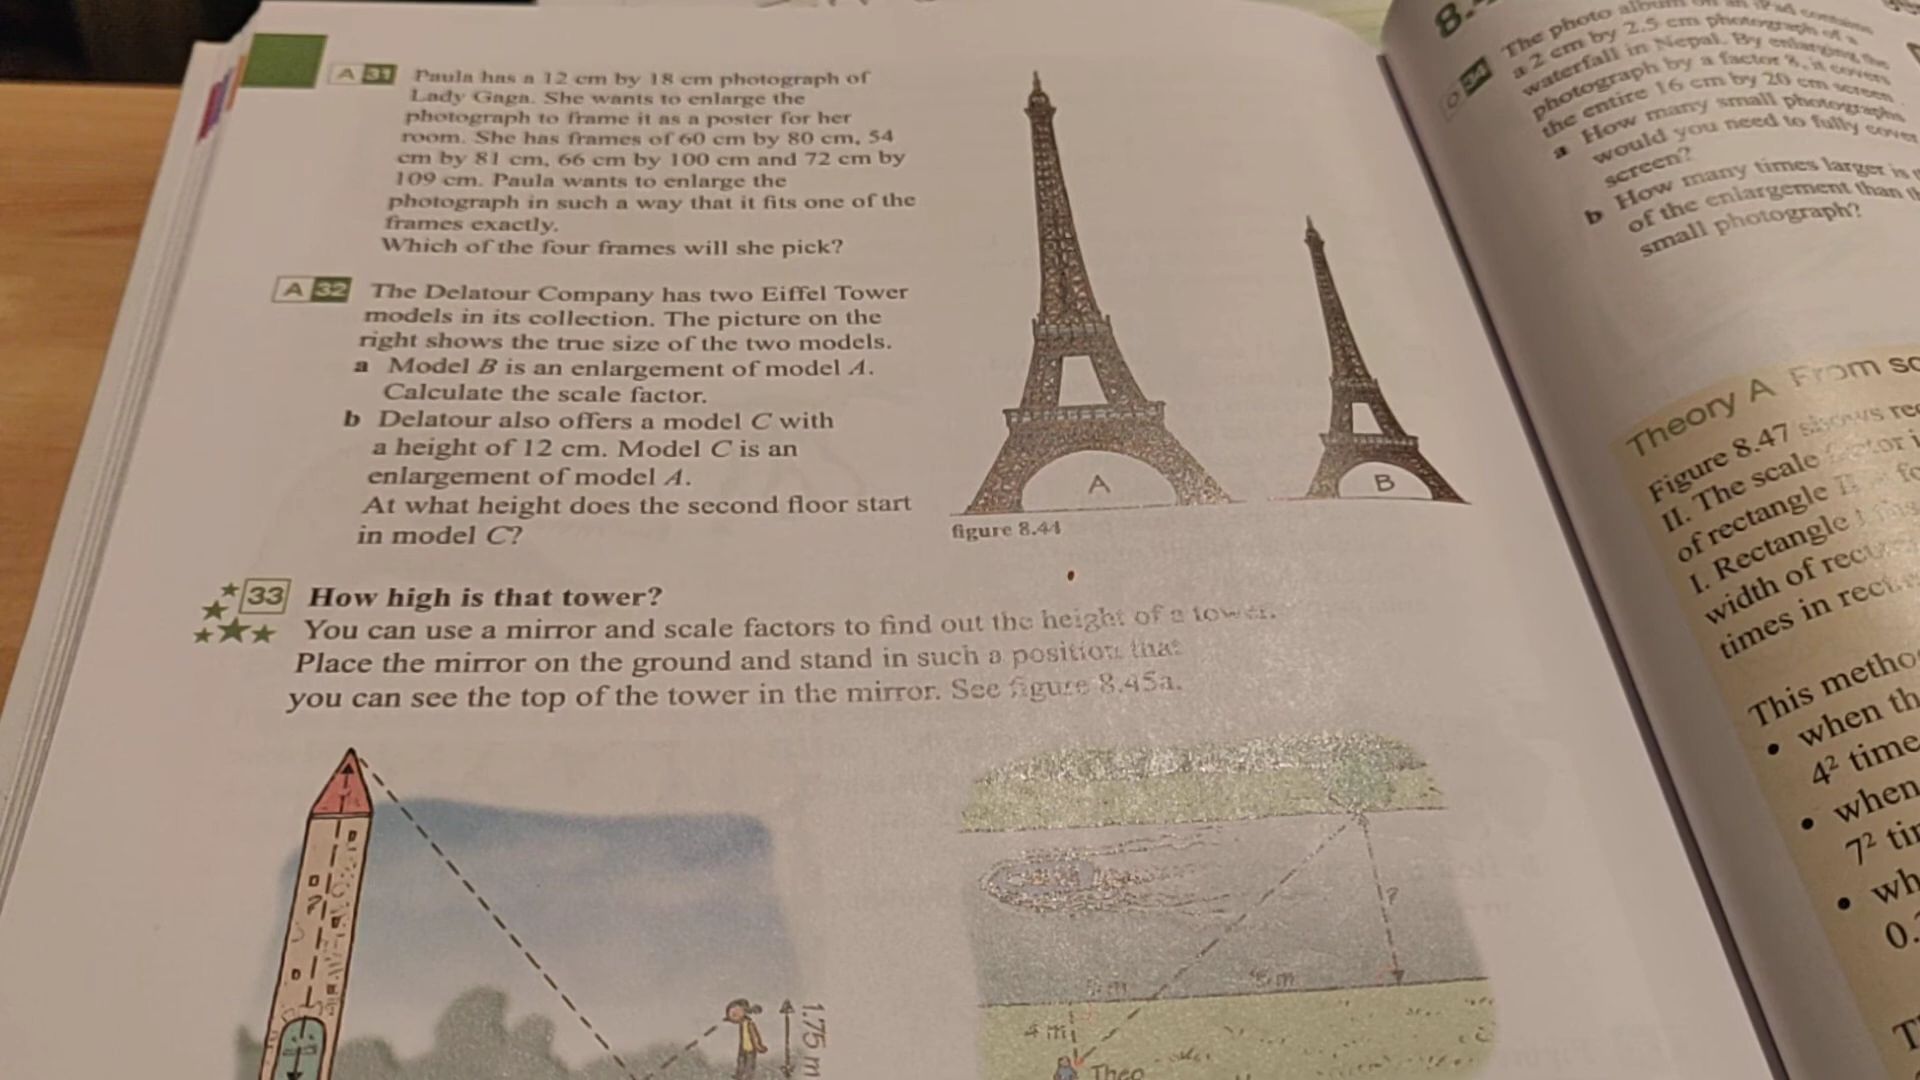 A 31 Paula has a 12 cm by 18 cm photograph of
Lady Gaga. She wants to enlarge the
photograph to frame it as a poster for her
room. She has frames of 60 cm by 80 cm, 54
cm by 81 cm, 66 cm by 100 cm and 72 cm by
109 cm. Paula wants to enlarge the
photograph in such a way that it fits one of the
frames exactly.
Which of the four frames will she pick?
A 32 The Delatour Company has two Eiffel Tower
models in its collection. The picture on the
right shows the true size of the two models.
a Model B is an enlargement of model A.
Calculate the scale factor.
b Delatour also offers a model C with
a height of 12 cm. Model C is an
enlargement of model A.
At what height does the second floor start
in model C?
A
B
figure 8.44
33 How high is that tower?
You can use a mirror and scale factors to find out the height of a tower.
Place the mirror on the ground and stand in such a position that
you can see the top of the tower in the mirror. See figure 8.45a.
?
1.75 m
?
4 m
Theo
8.
O 34 The photo album on an iPad contains
a 2 cm by 2.5 cm photograph of a
waterfall in Nepal. By enlarging the
photograph by a factor 8, it covers
the entire 16 cm by 20 cm screen.
a How many small photographs
would you need to fully cover
screen?
b How many times larger is
of the enlargement than
small photograph?
Theory A From
Figure 8.47 shows
II. The scale factor
of rectangle II
I. Rectangle I
width of
times in
This
when
4² time
when
7²
0.